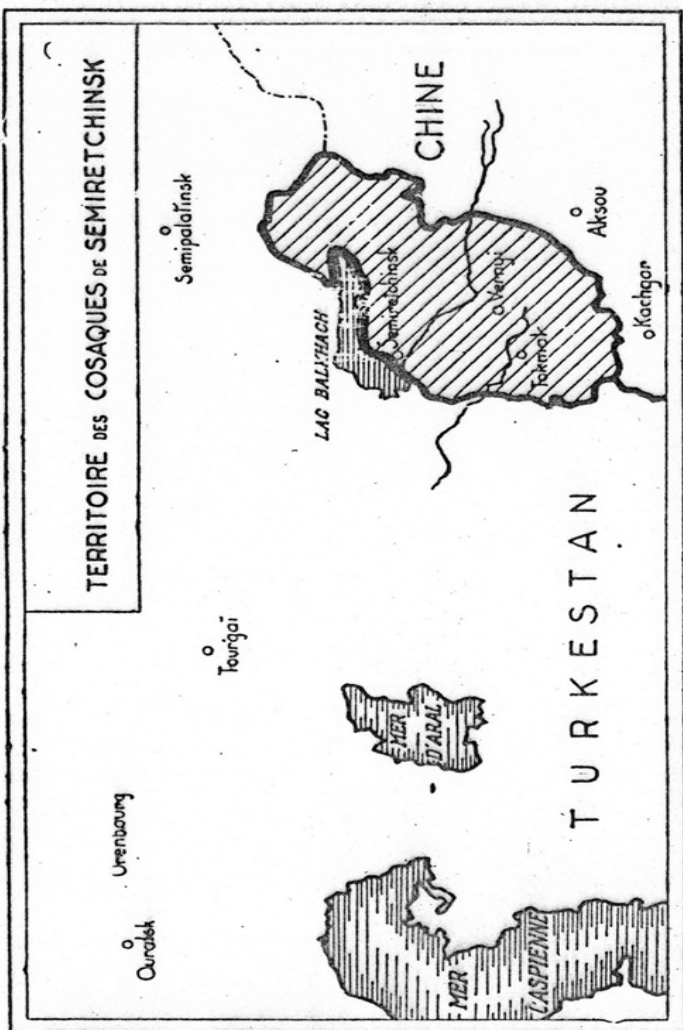 TERRITOIRE DES COSAQUES DE SEMIRETCHINSK
Semipalatinsk
CHINE
LAC BALKHACH
Semiretchinsk
Vernyi
Tokmak
Aksou
Kachgar
Ouralsk
Urenbourg
Tourgaï
MER
D'ARAL
TURKESTAN
MER
CASPIENNE